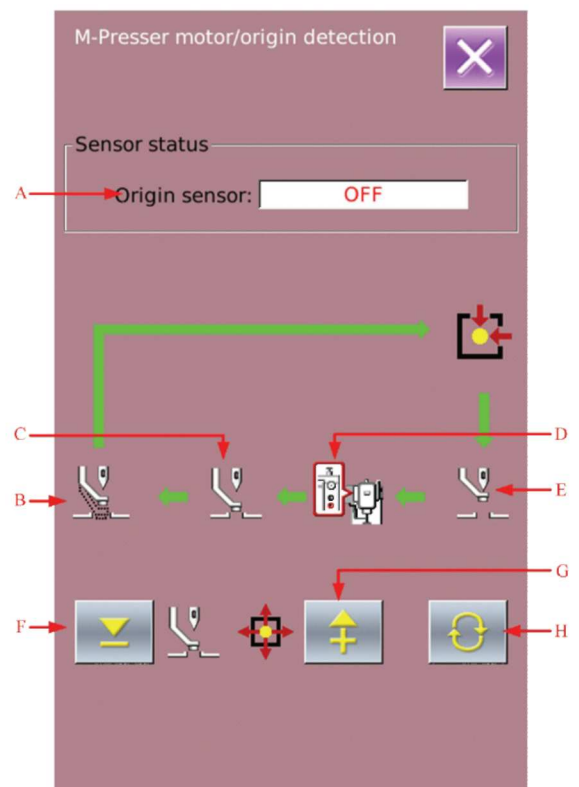 M-Presser motor/origin detection
Sensor status
A
Origin sensor: OFF
C
D
B
E
G
F
H